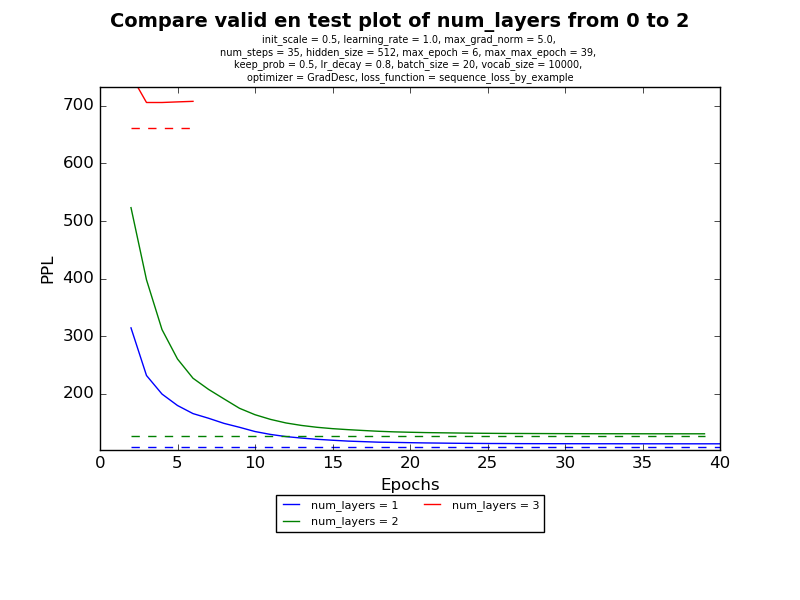 Compare valid en test plot of num_layers from 0 to 2
init_scale = 0.5, learning_rate = 1.0, max_grad_norm = 5.0,
num_steps = 35, hidden_size = 512, max_epoch = 6, max_max_epoch = 39,
keep_prob = 0.5, lr_decay = 0.8, batch_size = 20, vocab_size = 10000,
optimizer = GradDesc, loss_function = sequence_loss_by_example
700
600
500
400
300
200
PPL
0 5 10 15 20 25 30 35 40
Epochs
num_layers = 1 num_layers = 3
num_layers = 2